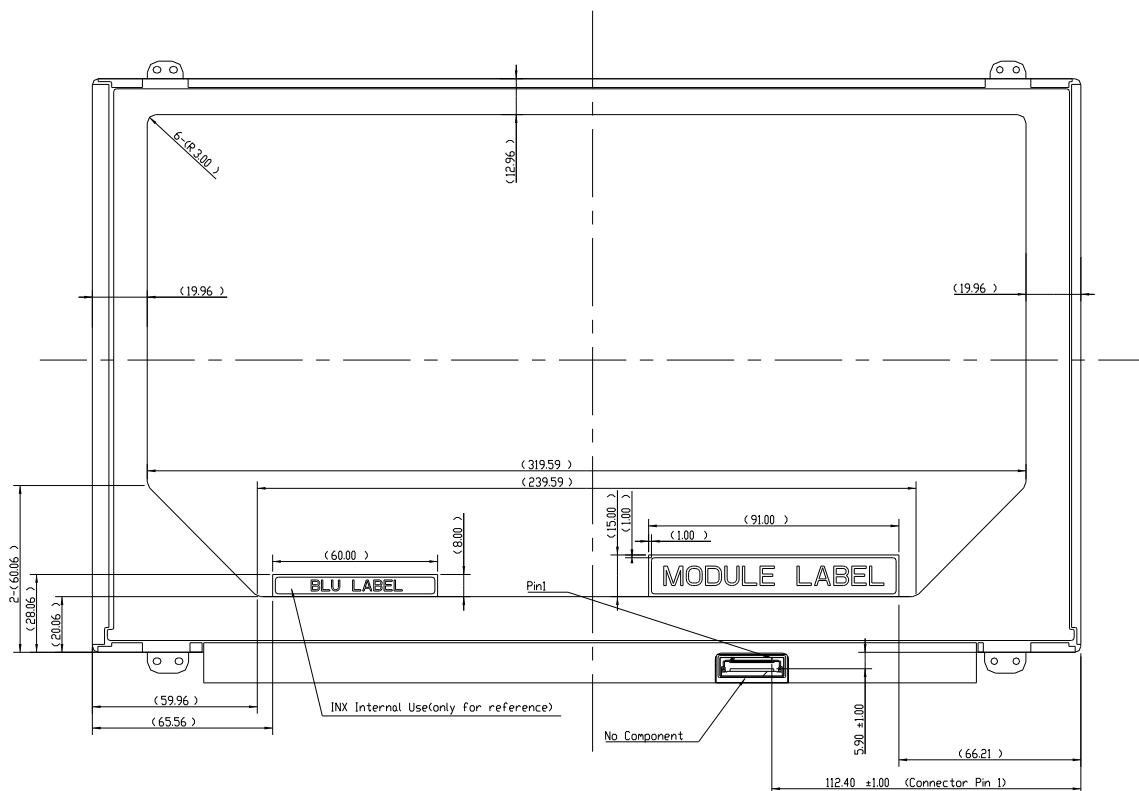 6-(R 3.00 )
( 12.96 )
( 19.96 )
( 19.96 )
( 319.59 )
( 239.59 )
( 15.00 )
( 1.00 )
( 91.00 )
( 1.00 )
( 8.00 )
( 60.00 )
MODULE LABEL
BLU LABEL
Pin1
2-(60.06 )
( 28.06 )
( 20.06 )
( 59.96 )
INX Internal Use(only for reference)
( 65.56 )
No Component
5.90 ±1.00
( 66.21 )
112.40 ±1.00 (Connector Pin 1)